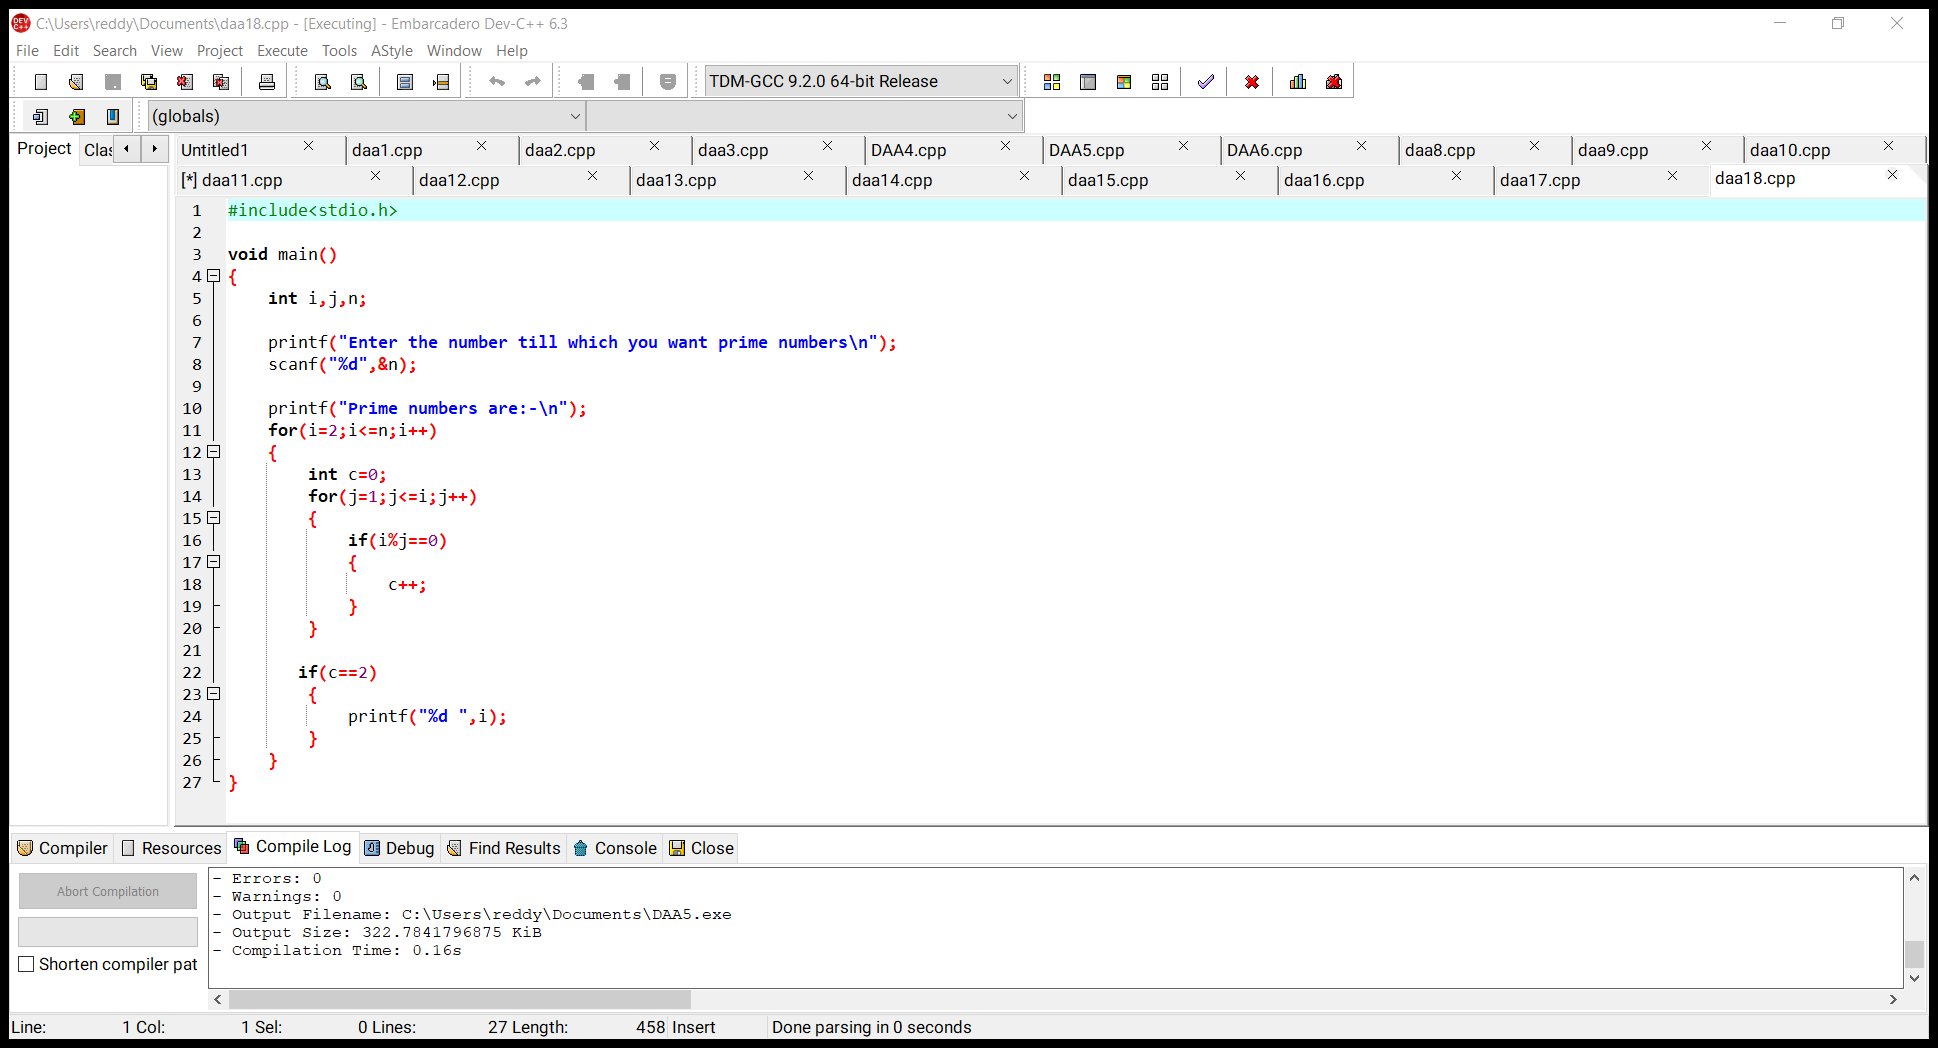 C:\Users\reddy\Documents\daa18.cpp - [Executing] - Embarcadero Dev-C++ 6.3
File Edit Search View Project Execute Tools AStyle Window Help
TDM-GCC 9.2.0 64-bit Release
(globals)
Project Clas Untitled1 daa1.cpp daa2.cpp daa3.cpp DAA4.cpp DAA5.cpp DAA6.cpp daa8.cpp daa9.cpp daa10.cpp
[*] daa11.cpp daa12.cpp daa13.cpp daa14.cpp daa15.cpp daa16.cpp daa17.cpp daa18.cpp
1 #include<stdio.h>
2
3 void main()
4 {
5 int i,j,n;
6
7 printf("Enter the number till which you want prime numbers\n");
8 scanf("%d",&n);
9
10 printf("Prime numbers are:-\n");
11 for(i=2;i<=n;i++)
12 {
13 int c=0;
14 for(j=1;j<=i;j++)
15 {
16 if(i%j==0)
17 {
18 c++;
19 }
20 }
21
22 if(c==2)
23 {
24 printf("%d ",i);
25 }
26 }
27 }
Compiler Resources Compile Log Debug Find Results Console Close
Abort Compilation
Shorten compiler pat
- Errors: 0
- Warnings: 0
- Output Filename: C:\Users\reddy\Documents\DAA5.exe
- Output Size: 322.7841796875 KiB
- Compilation Time: 0.16s
Line: 1 Col: 1 Sel: 0 Lines: 27 Length: 458 Insert Done parsing in 0 seconds